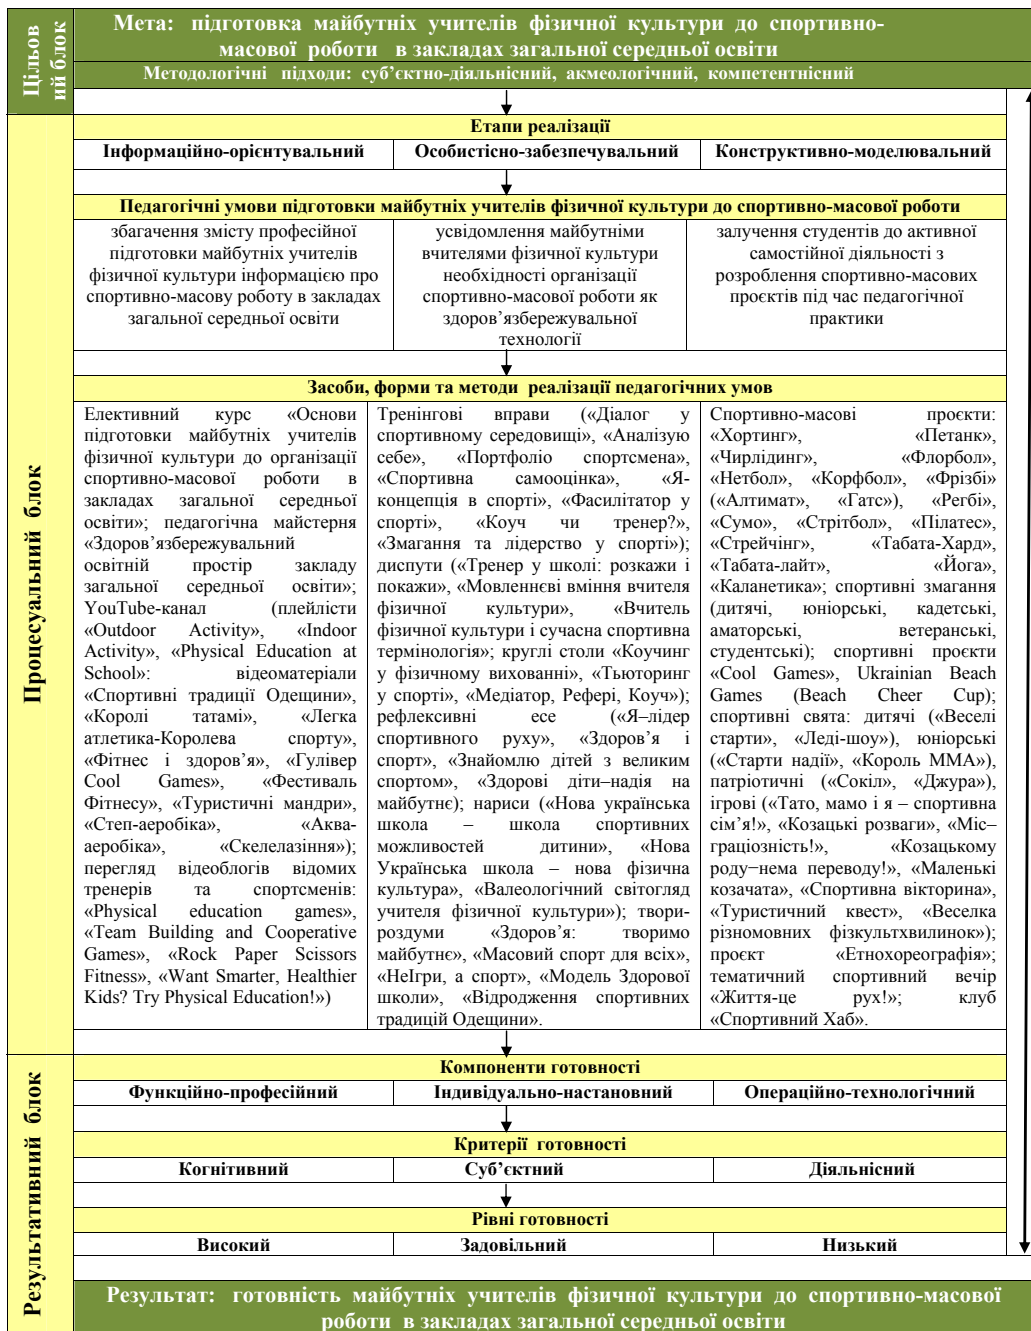 Цільов
ий блок
Мета: підготовка майбутніх учителів фізичної культури до спортивно-
масової роботи в закладах загальної середньої освіти
Методологічні підходи: суб’єктно-діяльнісний, акмеологічний, компетентнісний
Процесуальний блок
Етапи реалізації
Інформаційно-орієнтувальний
Особистісно-забезпечувальний
Конструктивно-моделювальний
Педагогічні умови підготовки майбутніх учителів фізичної культури до спортивно-масової роботи
збагачення змісту професійної
підготовки майбутніх учителів
фізичної культури інформацією про
спортивно-масову роботу в закладах
загальної середньої освіти
усвідомлення майбутніми
вчителями фізичної культури
необхідності організації
спортивно-масової роботи як
здоров’язбережувальної
технології
залучення студентів до активної
самостійної діяльності з
розроблення спортивно-масових
проєктів під час педагогічної
практики
Засоби, форми та методи реалізації педагогічних умов
Елективний курс «Основи
підготовки майбутніх учителів
фізичної культури до організації
спортивно-масової роботи в
закладах загальної середньої
освіти»; педагогічна майстерня
«Здоров’язбережувальний
освітній простір закладу
загальної середньої освіти»;
YouTube-канал (плейлісти
«Outdoor Activity», «Indoor
Activity», «Physical Education at
School»: відеоматеріали
«Спортивні традиції Одещини»,
«Королі татамі», «Легка
атлетика-Королева спорту»,
«Фітнес і здоров’я», «Гулівер
Cool Games», «Фестиваль
Фітнесу», «Туристичні мандри»,
«Степ-аеробіка», «Аква-
аеробіка», «Скелелазіння»);
перегляд відеоблогів відомих
тренерів та спортсменів:
«Physical education games»,
«Team Building and Cooperative
Games», «Rock Paper Scissors
Fitness», «Want Smarter, Healthier
Kids? Try Physical Education!»)
Тренінгові вправи («Діалог у
спортивному середовищі», «Аналізую
себе», «Портфоліо спортсмена»,
«Спортивна самооцінка», «Я-
концепція в спорті», «Фасилітатор у
спорті», «Коуч чи тренер?»,
«Змагання та лідерство у спорті»);
диспути («Тренер у школі: розкажи і
покажи», «Мовленнєві вміння вчителя
фізичної культури», «Вчитель
фізичної культури і сучасна спортивна
термінологія»; круглі столи «Коучинг
у фізичному вихованні», «Тьюторинг
у спорті», «Медіатор, Рефері, Коуч»);
рефлексивні есе («Я–лідер
спортивного руху», «Здоров’я і
спорт», «Знайомлю дітей з великим
спортом», «Здорові діти–надія на
майбутнє); нариси («Нова українська
школа – школа спортивних
можливостей дитини», «Нова
Українська школа – нова фізична
культура», «Валеологічний світогляд
учителя фізичної культури»); твори-
роздуми «Здоров’я: творимо
майбутнє», «Масовий спорт для всіх»,
«НеІгри, а спорт», «Модель Здорової
школи», «Відродження спортивних
традицій Одещини».
Спортивно-масові проєкти:
«Хортинг», «Петанк»,
«Чирлідинг», «Флорбол»,
«Нетбол», «Корфбол», «Фрізбі»
(«Алтимат», «Гатс»), «Регбі»,
«Сумо», «Стрітбол», «Пілатес»,
«Стрейчінг», «Табата-Хард»,
«Табата-лайт», «Йога»,
«Каланетика»; спортивні змагання
(дитячі, юніорські, кадетські,
аматорські, ветеранські,
студентські); спортивні проєкти
«Cool Games», Ukrainian Beach
Games (Beach Cheer Cup);
спортивні свята: дитячі («Веселі
старти», «Леді-шоу»), юніорські
(«Старти надії», «Король ММА»),
патріотичні («Сокіл», «Джура»),
ігрові («Тато, мамо і я – спортивна
сім’я!», «Козацькі розваги», «Міс–
граціозність!», «Козацькому
роду–нема переводу!», «Маленькі
козачата», «Спортивна вікторина»,
«Туристичний квест», «Веселка
різномовних фізкультхвилинок»);
проєкт «Етнохореографія»;
тематичний спортивний вечір
«Життя-це рух!»; клуб
«Спортивний Хаб».
Результативний блок
Компоненти готовності
Функційно-професійний
Індивідуально-настановний
Операційно-технологічний
Критерії готовності
Когнітивний
Суб’єктний
Діяльнісний
Рівні готовності
Високий
Задовільний
Низький
Результат: готовність майбутніх учителів фізичної культури до спортивно-масової
роботи в закладах загальної середньої освіти